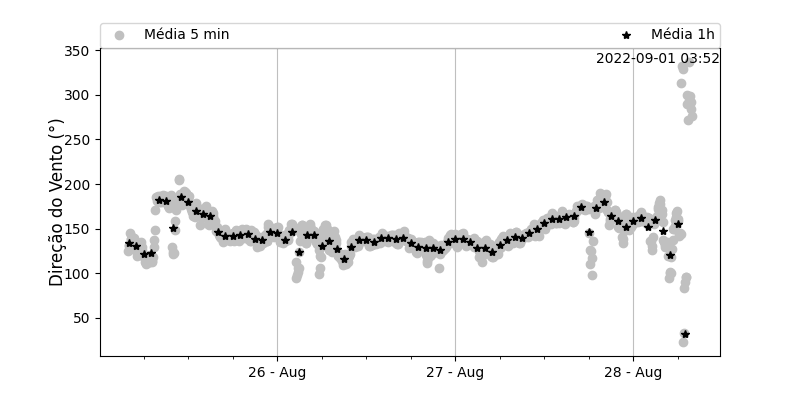 Média 5 min
Média 1h
2022-09-01 03:52
Direção do Vento (°)
350
300
250
200
150
100
50
26 - Aug
27 - Aug
28 - Aug